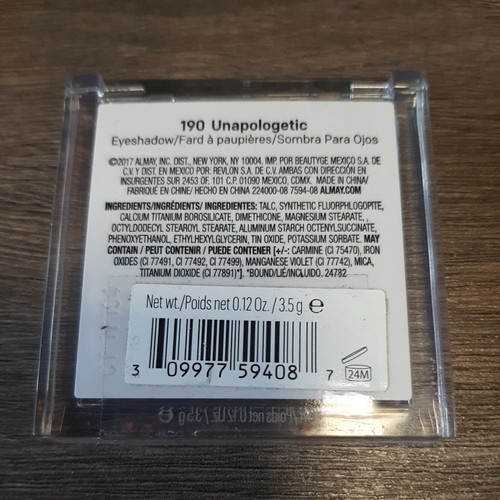 190 Unapologetic
Eyeshadow/Fard à paupières/Sombra Para Ojos
©2017 ALMAY, INC. DIST., NEW YORK, NY 10004. IMP. POR BEAUTYGE MEXICO S.A. DE
C.V. Y DIST. EN MEXICO POR: REVLON S.A. DE C.V. AMBAS CON DIRECCIÓN EN
INSURGENTES SUR 2453 OF. 101 C.P. 01090 MEXICO, CDMX. MADE IN CHINA/
FABRIQUÉ EN CHINE/ HECHO EN CHINA 224000-08 7594-08 ALMAY.COM
INGREDIENTS/INGRÉDIENTS/ INGREDIENTES: TALC, SYNTHETIC FLUORPHLOGOPITE,
CALCIUM TITANIUM BOROSILICATE, DIMETHICONE, MAGNESIUM STEARATE, ,
OCTYLDODECYL STEAROYL STEARATE, ALUMINUM STARCH OCTENYLSUCCINATE,
PHENOXYETHANOL, ETHYLHEXYLGLYCERIN, TIN OXIDE, POTASSIUM SORBATE. MAY
CONTAIN / PEUT CONTENIR / PUEDE CONTENER [+/-: CARMINE (CI 75470), IRON
OXIDES (CI 77491, CI 77492, CI 77499), MANGANESE VIOLET (CI 77742), MICA,
TITANIUM DIOXIDE (CI 77891)*]. *BOUND/LIÉ/INCLUIDO. 24782
Net wt./Poids net 0.12 Oz. / 3.5 g ℮
3 09977 59408 7
24M